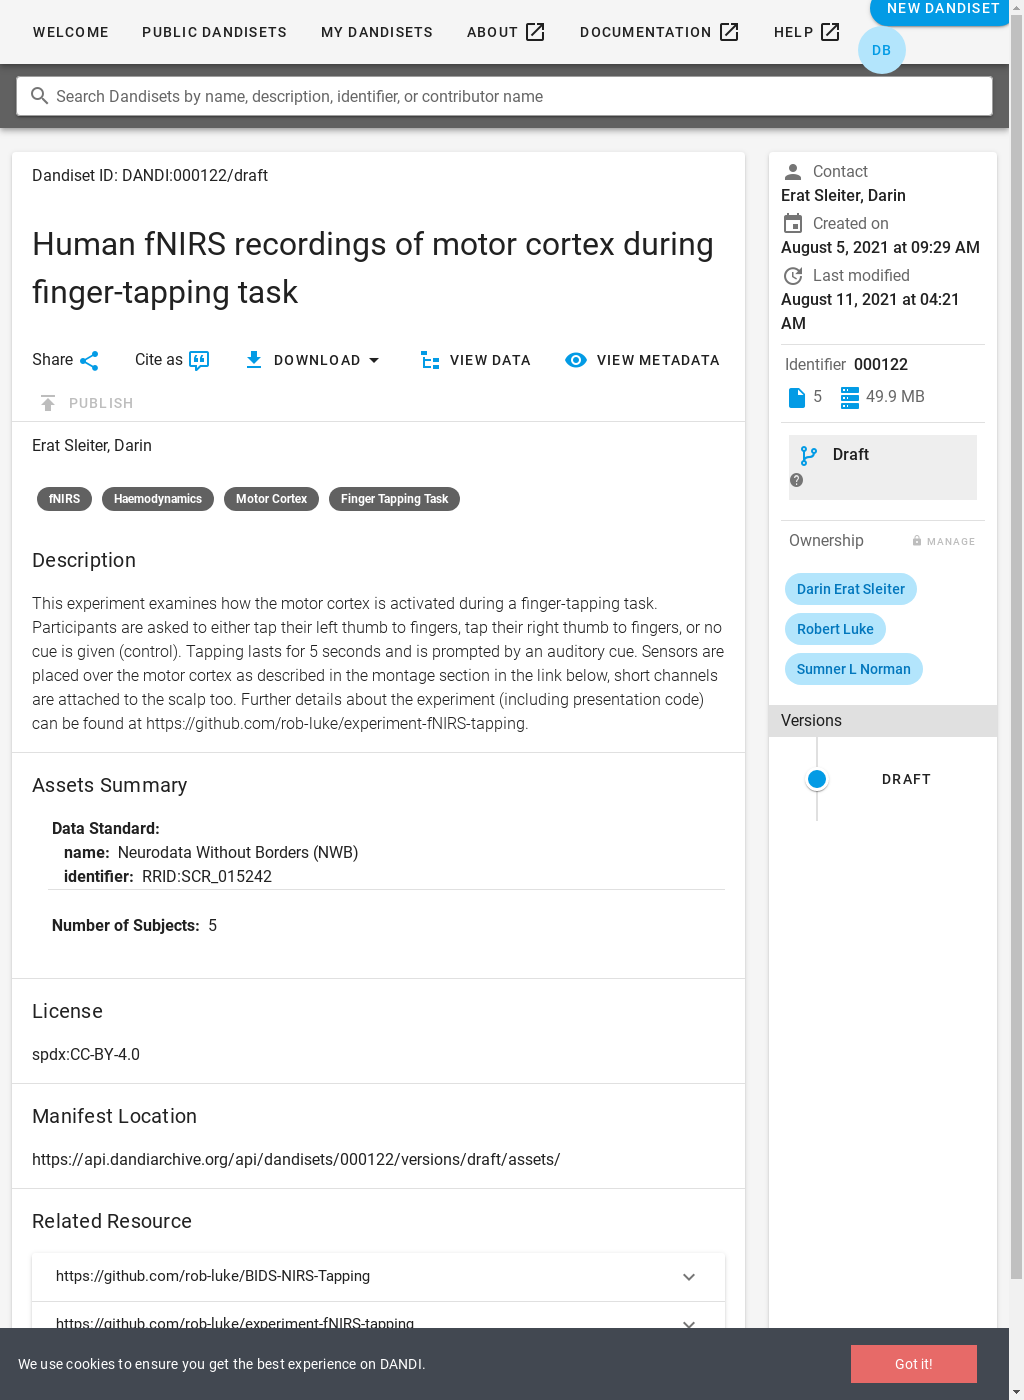 WELCOME PUBLIC DANDISETS MY DANDISETS ABOUT DOCUMENTATION HELP NEW DANDISET
DB
Search Dandisets by name, description, identifier, or contributor name
Dandiset ID: DANDI:000122/draft
Human fNIRS recordings of motor cortex during
finger-tapping task
Share Cite as DOWNLOAD VIEW DATA VIEW METADATA
PUBLISH
Erat Sleiter, Darin
fNIRS Haemodynamics Motor Cortex Finger Tapping Task
Description
This experiment examines how the motor cortex is activated during a finger-tapping task.
Participants are asked to either tap their left thumb to fingers, tap their right thumb to fingers, or no
cue is given (control). Tapping lasts for 5 seconds and is prompted by an auditory cue. Sensors are
placed over the motor cortex as described in the montage section in the link below, short channels
are attached to the scalp too. Further details about the experiment (including presentation code)
can be found at https://github.com/rob-luke/experiment-fNIRS-tapping.
Assets Summary
Data Standard:
name: Neurodata Without Borders (NWB)
identifier: RRID:SCR_015242
Number of Subjects: 5
License
spdx:CC-BY-4.0
Manifest Location
https://api.dandiarchive.org/api/dandisets/000122/versions/draft/assets/
Related Resource
https://github.com/rob-luke/BIDS-NIRS-Tapping
https://github.com/rob-luke/experiment-fNIRS-tapping
Contact
Erat Sleiter, Darin
Created on
August 5, 2021 at 09:29 AM
Last modified
August 11, 2021 at 04:21
AM
Identifier 000122
5 49.9 MB
Draft
Ownership MANAGE
Darin Erat Sleiter
Robert Luke
Sumner L Norman
Versions
DRAFT
We use cookies to ensure you get the best experience on DANDI.
Got it!